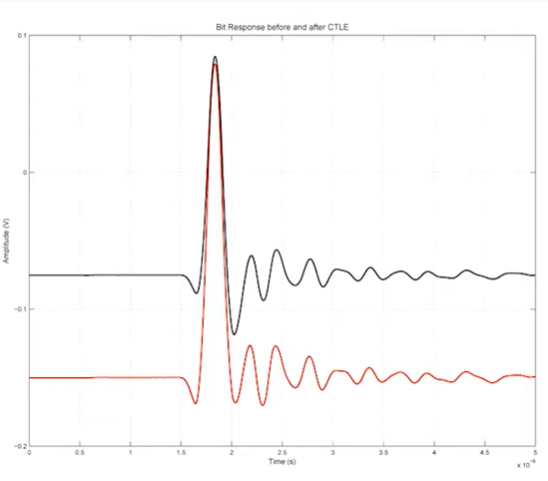 Bit Response before and after CTLE
0.1
0
-0.1
-0.2
Amplitude (V)
0 0.5 1 1.5 2 2.5 3 3.5 4 4.5 5
Time (s)
x 10⁻⁹